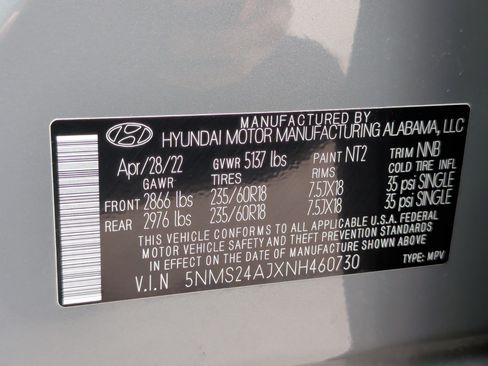 MANUFACTURED BY
HYUNDAI MOTOR MANUFACTURING ALABAMA, LLC
Apr/28/22 GVWR 5137 lbs PAINT NT2 TRIM NNB
GAWR TIRES RIMS COLD TIRE INFL
FRONT 2866 lbs 235/60R18 7.5JX18 35 psi SINGLE
REAR 2976 lbs 235/60R18 7.5JX18 35 psi SINGLE
THIS VEHICLE CONFORMS TO ALL APPLICABLE U.S.A. FEDERAL
MOTOR VEHICLE SAFETY AND THEFT PREVENTION STANDARDS
IN EFFECT ON THE DATE OF MANUFACTURE SHOWN ABOVE
V.I.N 5NMS24AJXNH460730 TYPE: MPV